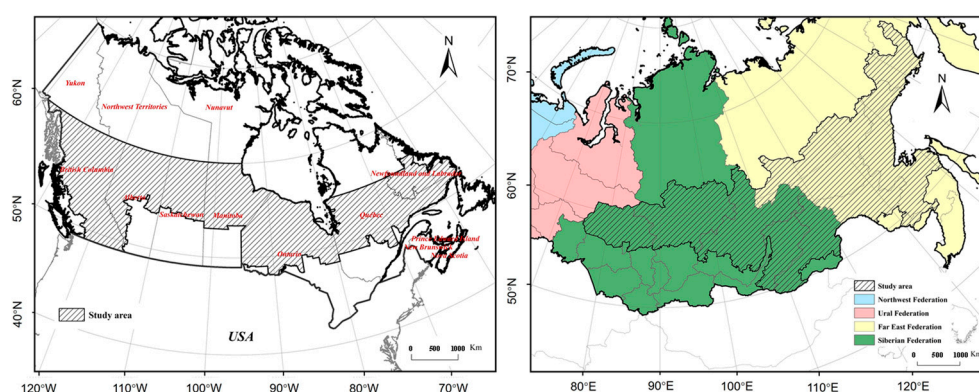 N
60°N
50°N
40°N
Yukon
Northwest Territories
Nunavut
British Columbia
Alberta
Saskatchewan
Manitoba
Ontario
Québec
Newfoundland and Labrador
Prince Edward Island
New Brunswick
Nova Scotia
Study area
USA
0 500 1000 Km
120°W
110°W
100°W
90°W
80°W
70°W
N
70°N
60°N
50°N
Study area
Northwest Federation
Ural Federation
Far East Federation
Siberian Federation
0 500 1000 Km
80°E
90°E
100°E
110°E
120°E